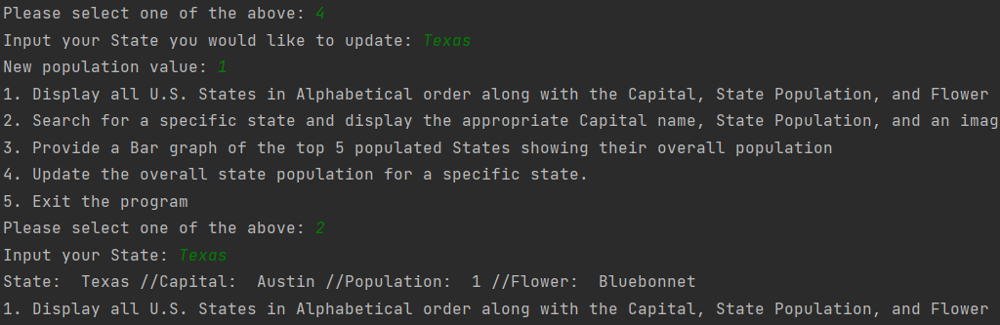 Please select one of the above: 4
Input your State you would like to update: Texas
New population value: 1
1. Display all U.S. States in Alphabetical order along with the Capital, State Population, and Flower
2. Search for a specific state and display the appropriate Capital name, State Population, and an imag
3. Provide a Bar graph of the top 5 populated States showing their overall population
4. Update the overall state population for a specific state.
5. Exit the program
Please select one of the above: 2
Input your State: Texas
State:  Texas //Capital:  Austin //Population:  1 //Flower:  Bluebonnet
1. Display all U.S. States in Alphabetical order along with the Capital, State Population, and Flower